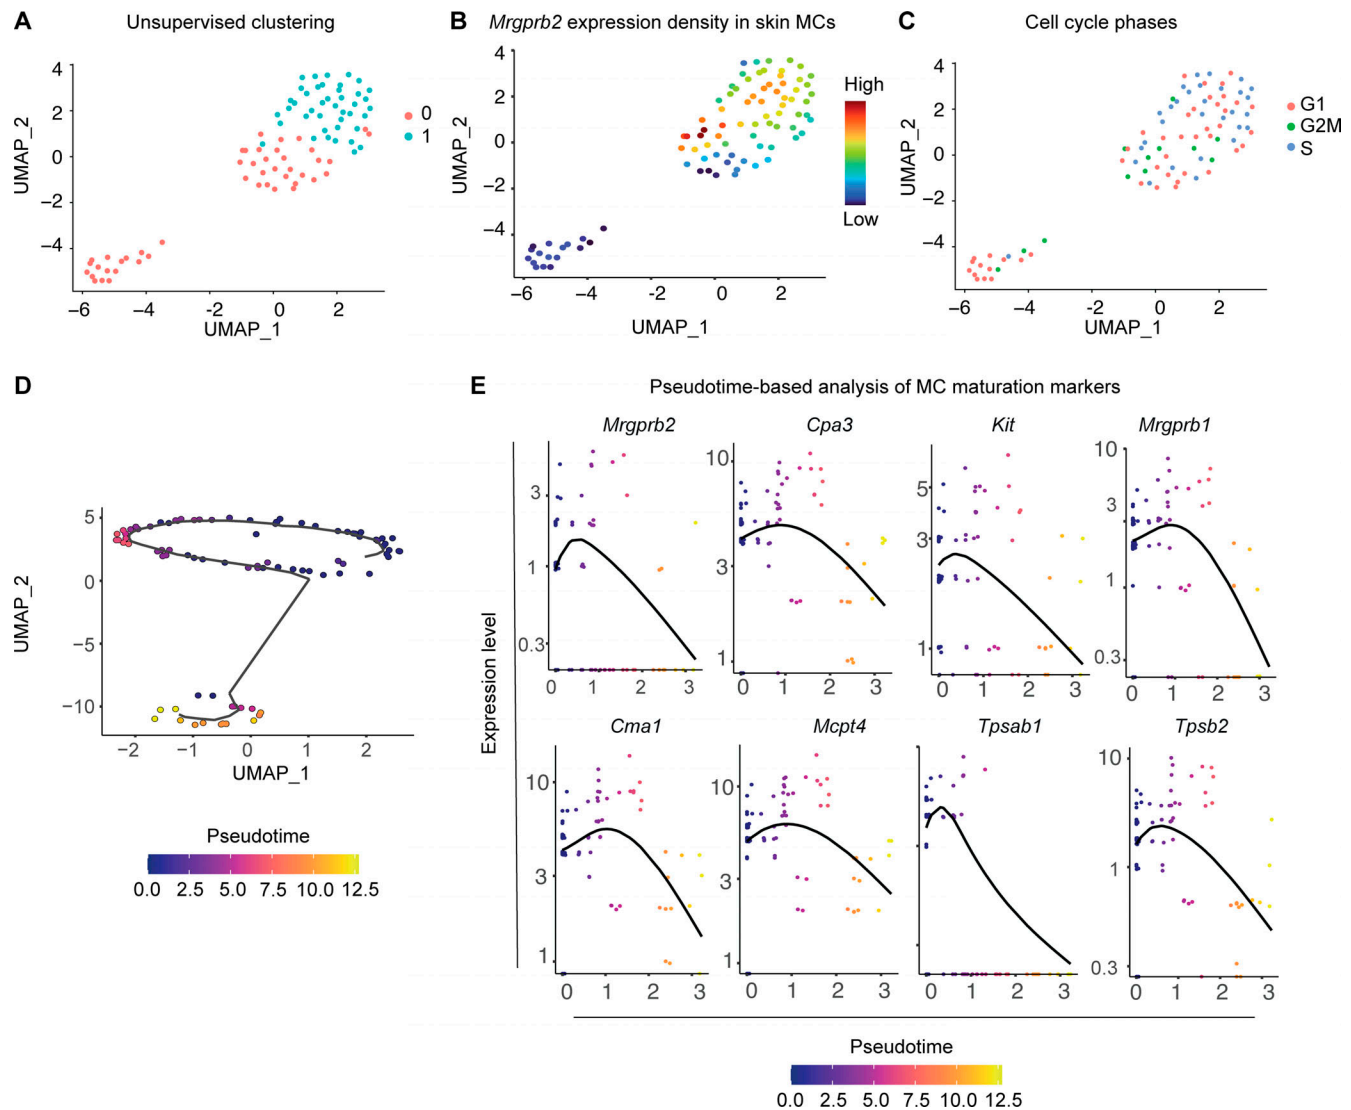 A Unsupervised clustering
4
2
0
−2
−4
−6 −4 −2 0 2
UMAP_1
UMAP_2
0
1
B Mrgprb2 expression density in skin MCs
4
2
0
−2
4
−6 −4 −2 0 2
UMAP_1
UMAP_2
High
Low
C Cell cycle phases
4
2
0
−2
−4
−6 −4 −2 0 2
UMAP_1
UMAP_2
G1
G2M
S
D
5
0
−5
−10
−2 −1 0 1 2
UMAP_1
UMAP_2
Pseudotime
0.0 2.5 5.0 7.5 10.0 12.5
E Pseudotime-based analysis of MC maturation markers
Expression level
Mrgprb2
3
1
0.3
0 1 2 3
Cpa3
10
3
1
0 1 2 3
Kit
5
3
1
0 1 2 3
Mrgprb1
10
3
1
0.3
0 1 2 3
Cma1
10
3
1
0 1 2 3
Mcpt4
10
3
1
0 1 2 3
Tpsab1
0 1 2 3
Tpsb2
10
1
0.3
0 1 2 3
Pseudotime
0.0 2.5 5.0 7.5 10.0 12.5